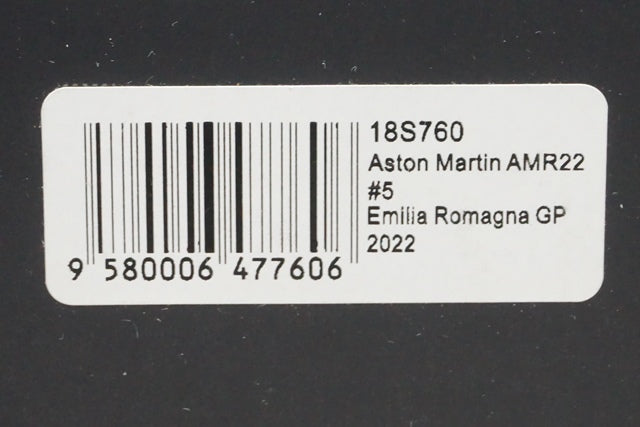 18S760
Aston Martin AMR22
#5
Emilia Romagna GP
2022
9 580006 477606